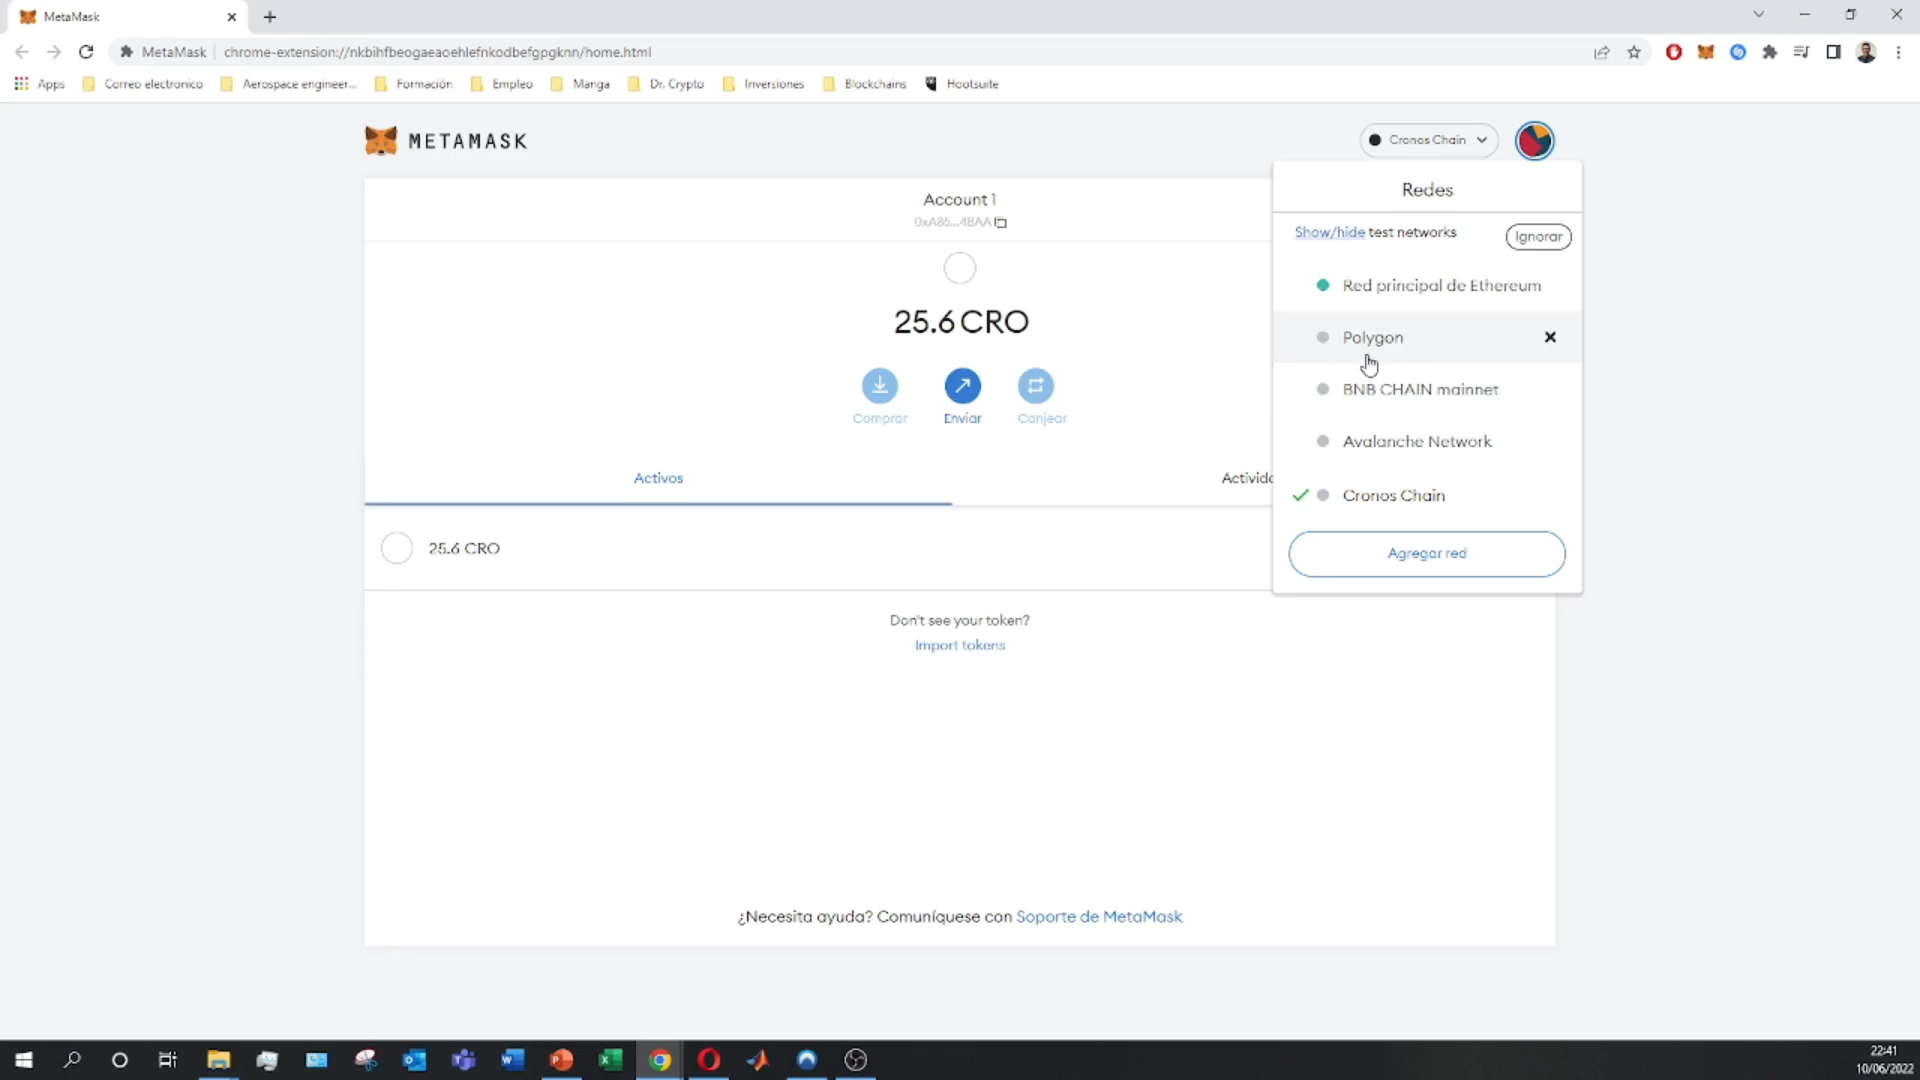 MetaMask
MetaMask chrome-extension://nkbihfbeogaeaoehlefnkodbefgpgknn/home.html
Apps Correo electronico Aerospace engineer... Formación Empleo Manga Dr. Crypto Inversiones Blockchains Hootsuite
METAMASK
Cronos Chain
Account 1
0xA86...4BAA
25.6 CRO
Comprar Enviar Canjear
Activos Activida
25.6 CRO
Don't see your token?
Import tokens
¿Necesita ayuda? Comuníquese con Soporte de MetaMask
Redes
Show/hide test networks
Ignorar
Red principal de Ethereum
Polygon
BNB CHAIN mainnet
Avalanche Network
Cronos Chain
Agregar red
22:41
10/06/2022